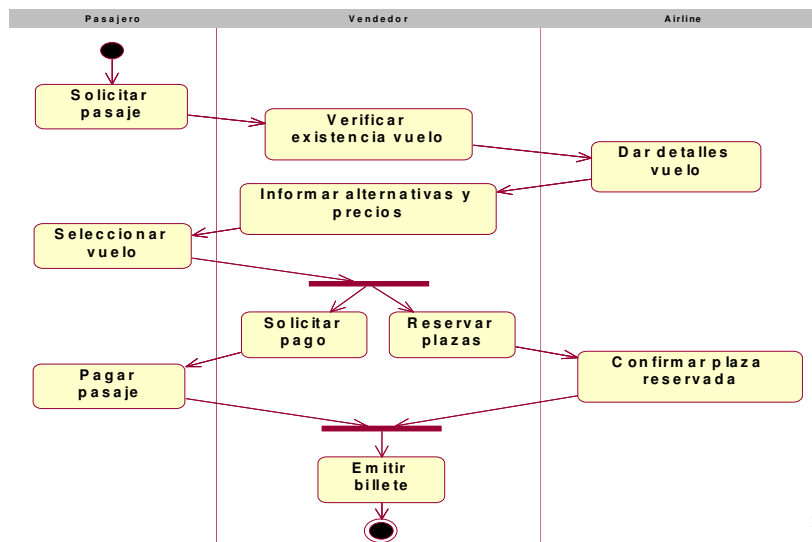 Pasajero
Vendedor
Airline
Solicitar
pasaje
Verificar
existencia vuelo
Dar detalles
vuelo
Informar alternativas y
precios
Seleccionar
vuelo
Solicitar
pago
Reservar
plazas
Pagar
pasaje
Confirmar plaza
reservada
Emitir
billete